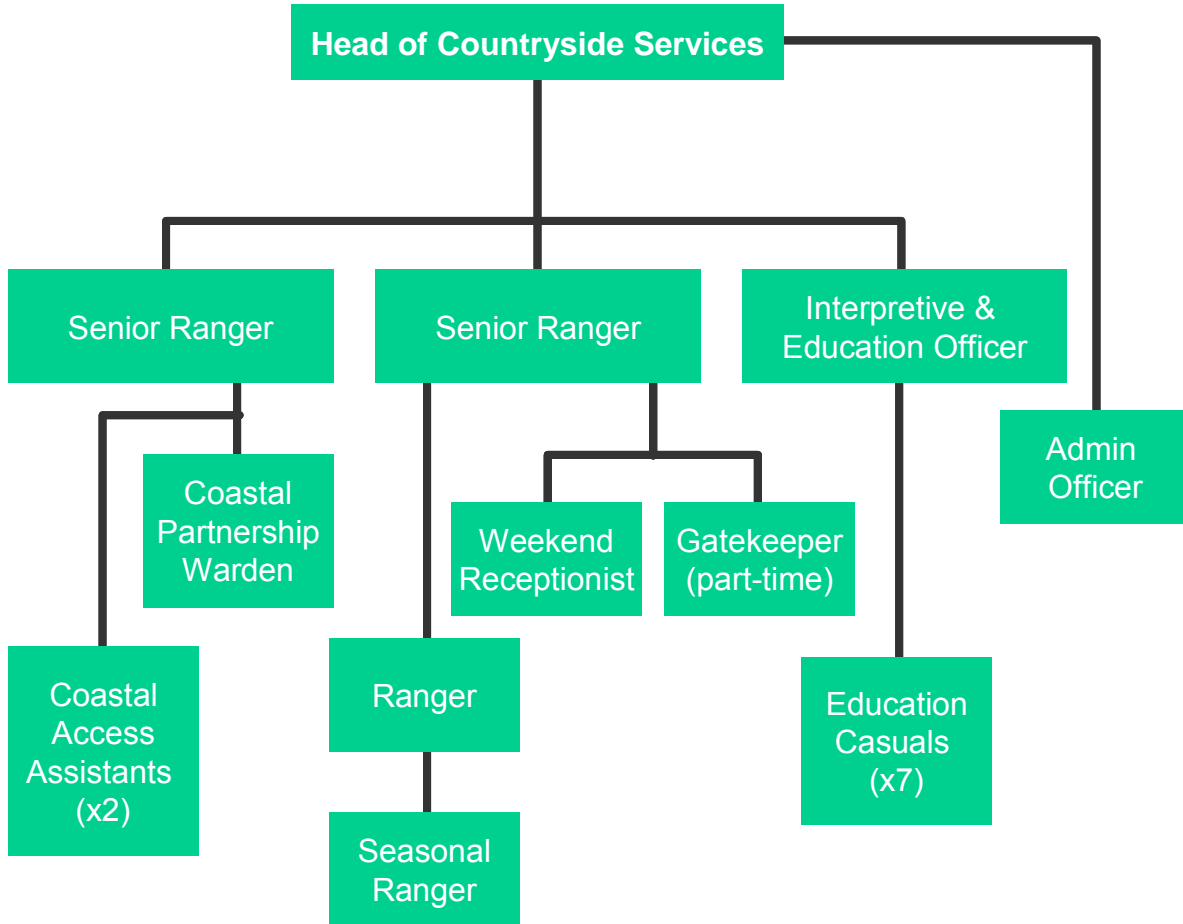 Head of Countryside Services
Senior Ranger
Senior Ranger
Interpretive &
Education Officer
Admin
Officer
Coastal
Partnership
Warden
Weekend
Receptionist
Gatekeeper
(part-time)
Coastal
Access
Assistants
(x2)
Ranger
Education
Casuals
(x7)
Seasonal
Ranger